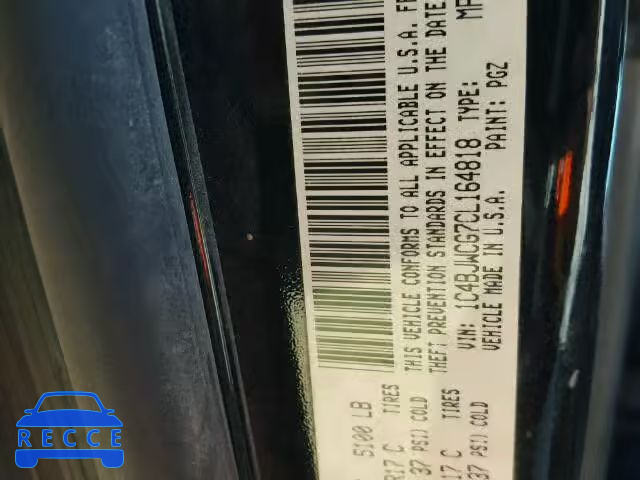 5100 LB
R17 C TIRES
37 PSI) COLD
17 C TIRES
37 PSI) COLD
THIS VEHICLE CONFORMS TO ALL APPLICABLE U.S.A.
THEFT PREVENTION STANDARDS IN EFFECT ON THE DATE
VIN: 1C4BJWCG7CL164818 TYPE:
VEHICLE MADE IN U.S.A. PAINT: PGZ
RECCE